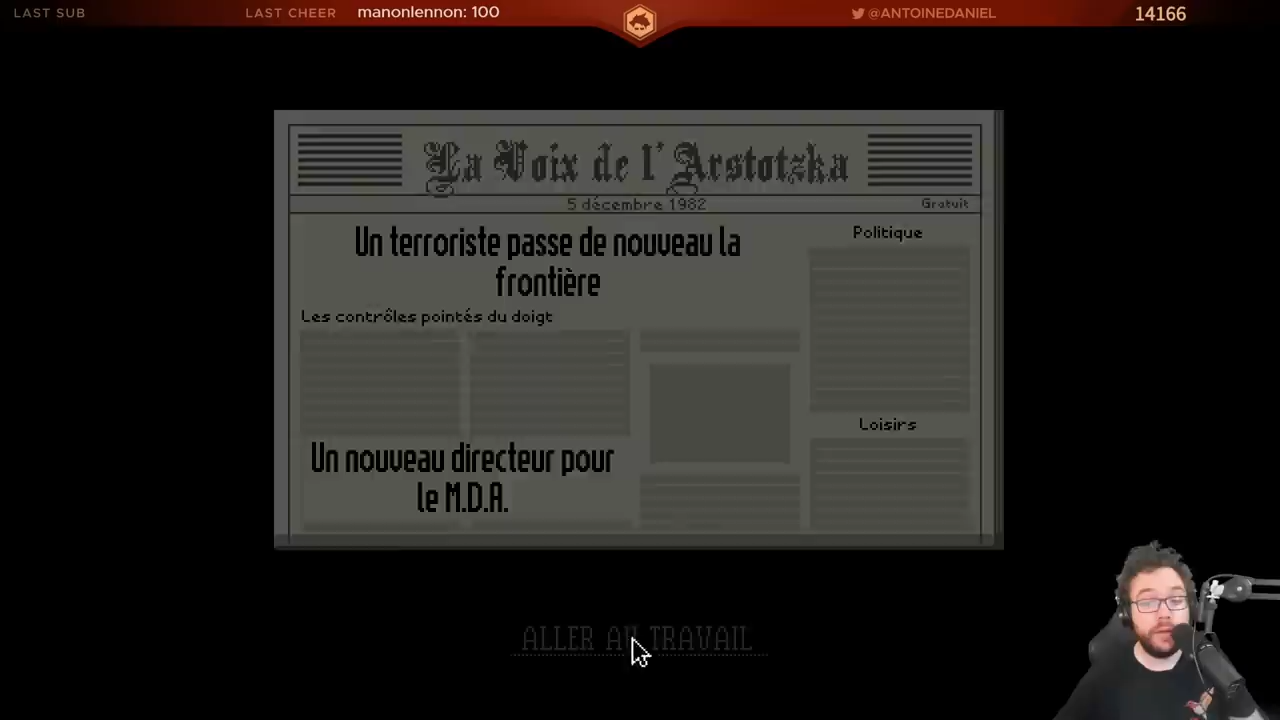 LAST SUB
LAST CHEER manonlennon: 100
@ANTOINEDANIEL
14166
La Voix de l'Arstotzka
5 décembre 1982
Gratuit
Un terroriste passe de nouveau la
frontière
Les contrôles pointés du doigt
Un nouveau directeur pour
le M.D.A.
Politique
Loisirs
ALLER AU TRAVAIL